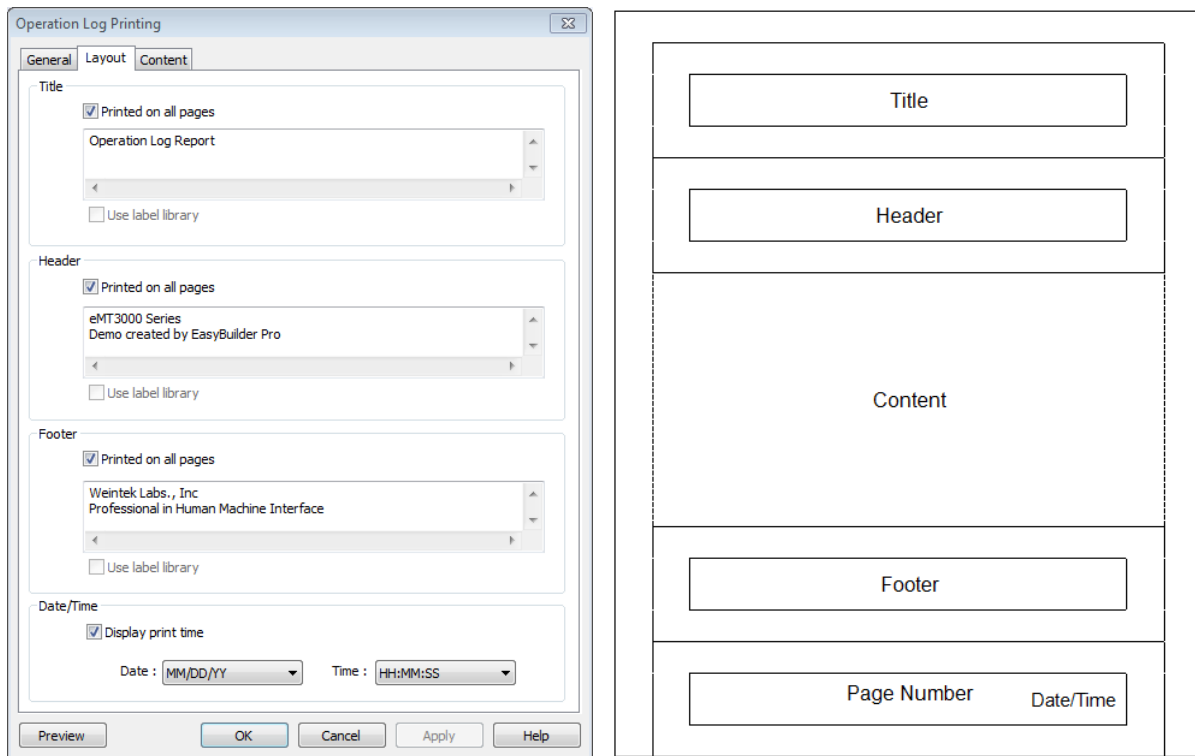 Operation Log Printing
General Layout Content
Title
Printed on all pages
Operation Log Report
Use label library
Header
Printed on all pages
eMT3000 Series
Demo created by EasyBuilder Pro
Use label library
Footer
Printed on all pages
Weintek Labs., Inc
Professional in Human Machine Interface
Use label library
Date/Time
Display print time
Date : MM/DD/YY Time : HH:MM:SS
Preview OK Cancel Apply Help
Title
Header
Content
Footer
Page Number Date/Time